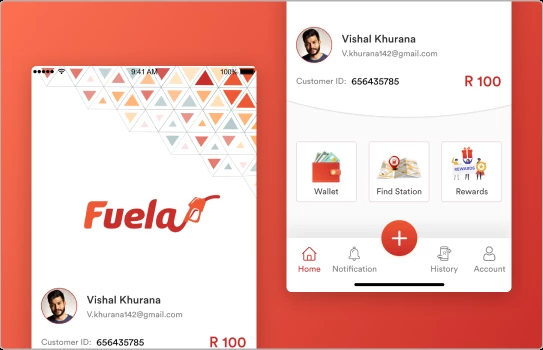 9:41 AM
100%
Fuela
Vishal Khurana
V.khurana142@gmail.com
Customer ID: 656435785
R 100
Vishal Khurana
V.khurana142@gmail.com
Customer ID: 656435785
R 100
REWARDS
Wallet
Find Station
Rewards
Home
Notification
History
Account